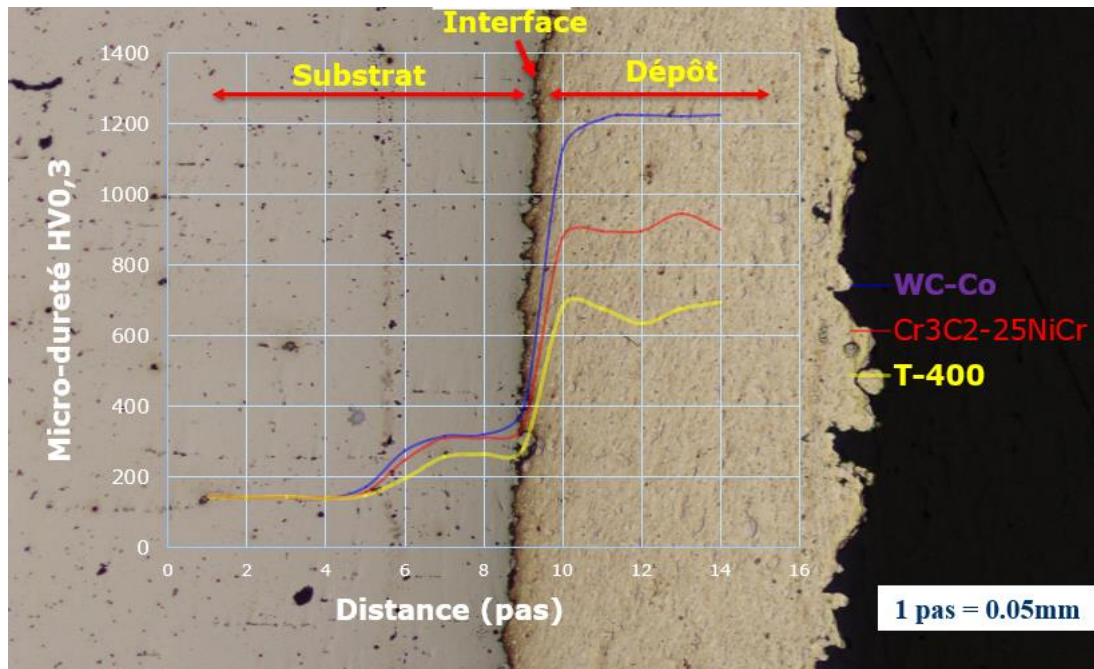 Interface
Substrat
Dépôt
Micro-dureté HV0,3
1400
1200
1000
800
600
400
200
0
0 2 4 6 8 10 12 14 16
Distance (pas)
WC-Co
Cr3C2-25NiCr
T-400
1 pas = 0.05mm